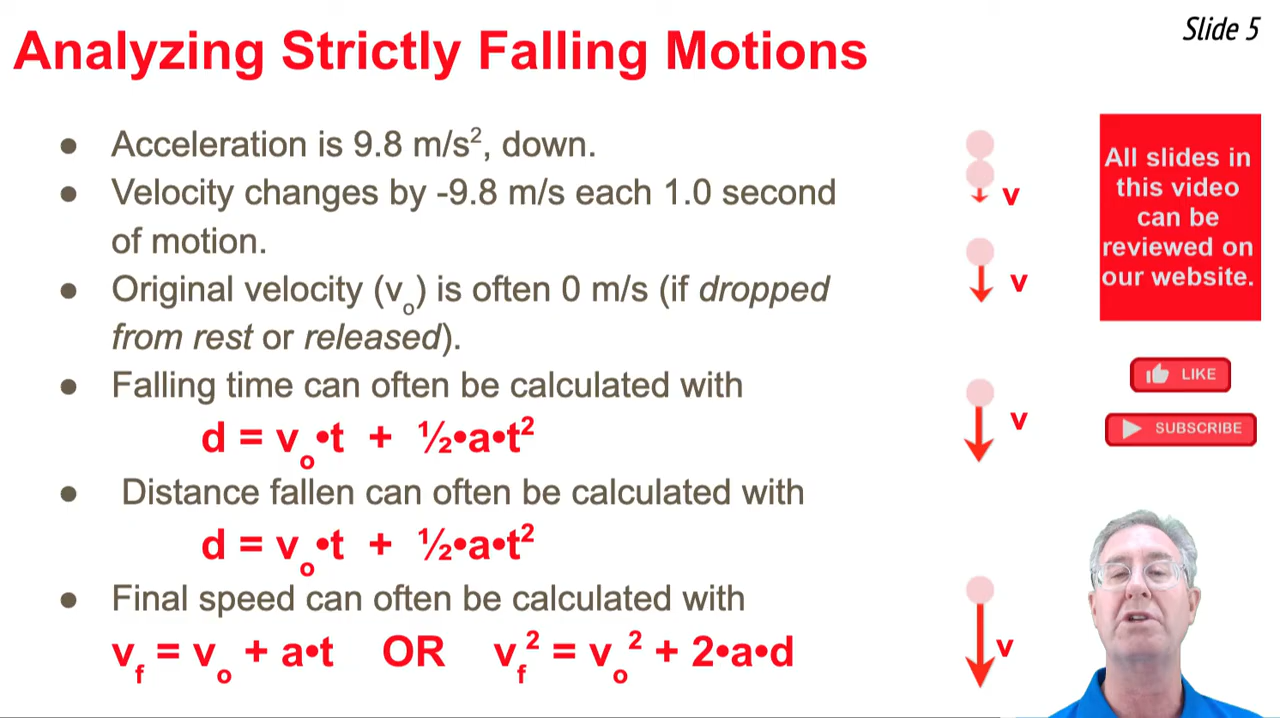 Slide 5
Analyzing Strictly Falling Motions
● Acceleration is 9.8 m/s², down.
● Velocity changes by -9.8 m/s each 1.0 second
of motion.
● Original velocity (vₒ) is often 0 m/s (if dropped
from rest or released).
● Falling time can often be calculated with
d = vₒ•t + ½•a•t²
● Distance fallen can often be calculated with
d = vₒ•t + ½•a•t²
● Final speed can often be calculated with
v_f = vₒ + a•t OR v_f² = vₒ² + 2•a•d
v
v
v
v
All slides in
this video
can be
reviewed on
our website.
LIKE
SUBSCRIBE